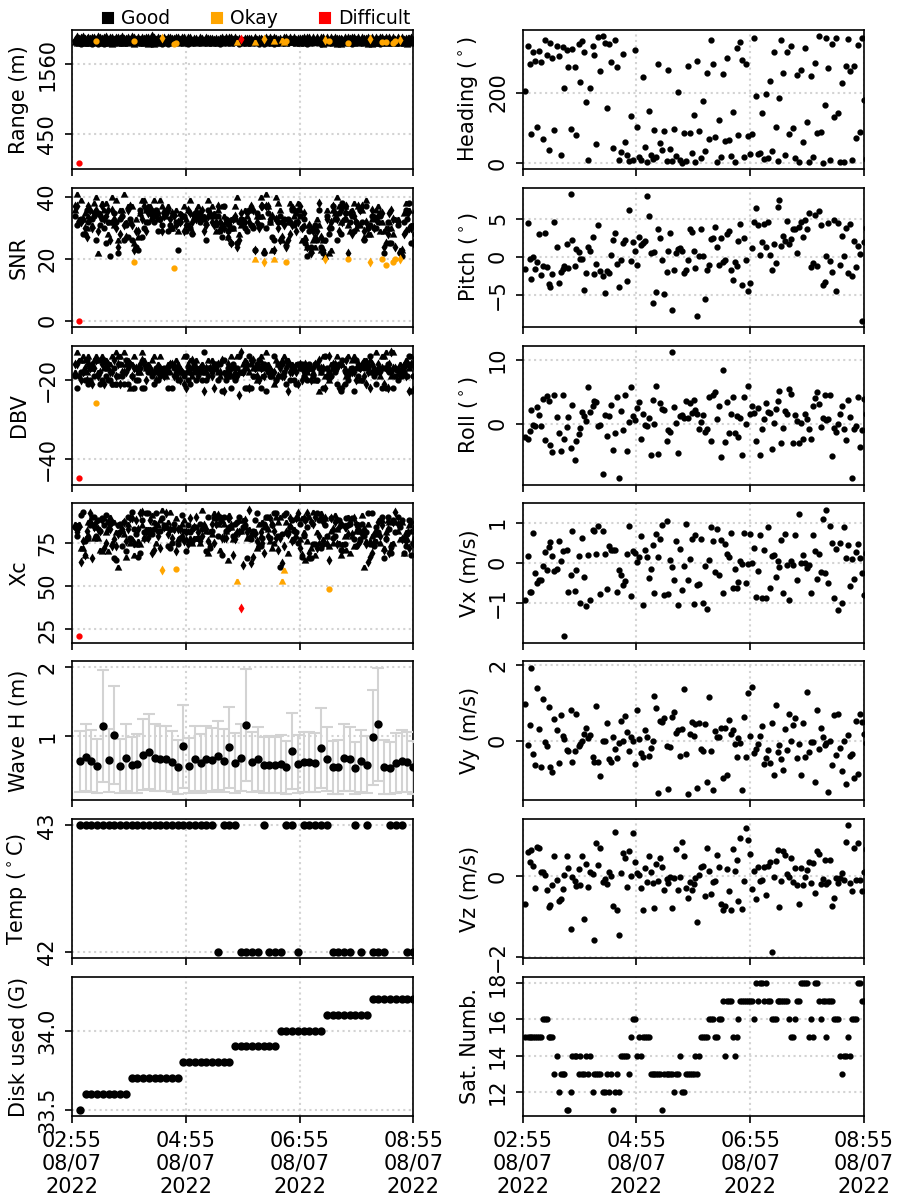 Good Okay Difficult
Range (m)
1560
450
Heading (°)
200
0
SNR
40
20
0
Pitch (°)
5
0
−5
DBV
−20
−40
Roll (°)
10
0
Xc
75
50
25
Vx (m/s)
1
0
−1
Wave H (m)
2
1
Vy (m/s)
2
0
Temp (°C)
43
42
Vz (m/s)
0
−2
Disk used (G)
34.0
33.5
Sat. Numb.
18
16
14
12
02:55 04:55 06:55 08:55 02:55 04:55 06:55 08:55
08/07 08/07 08/07 08/07 08/07 08/07 08/07 08/07
2022 2022 2022 2022 2022 2022 2022 2022